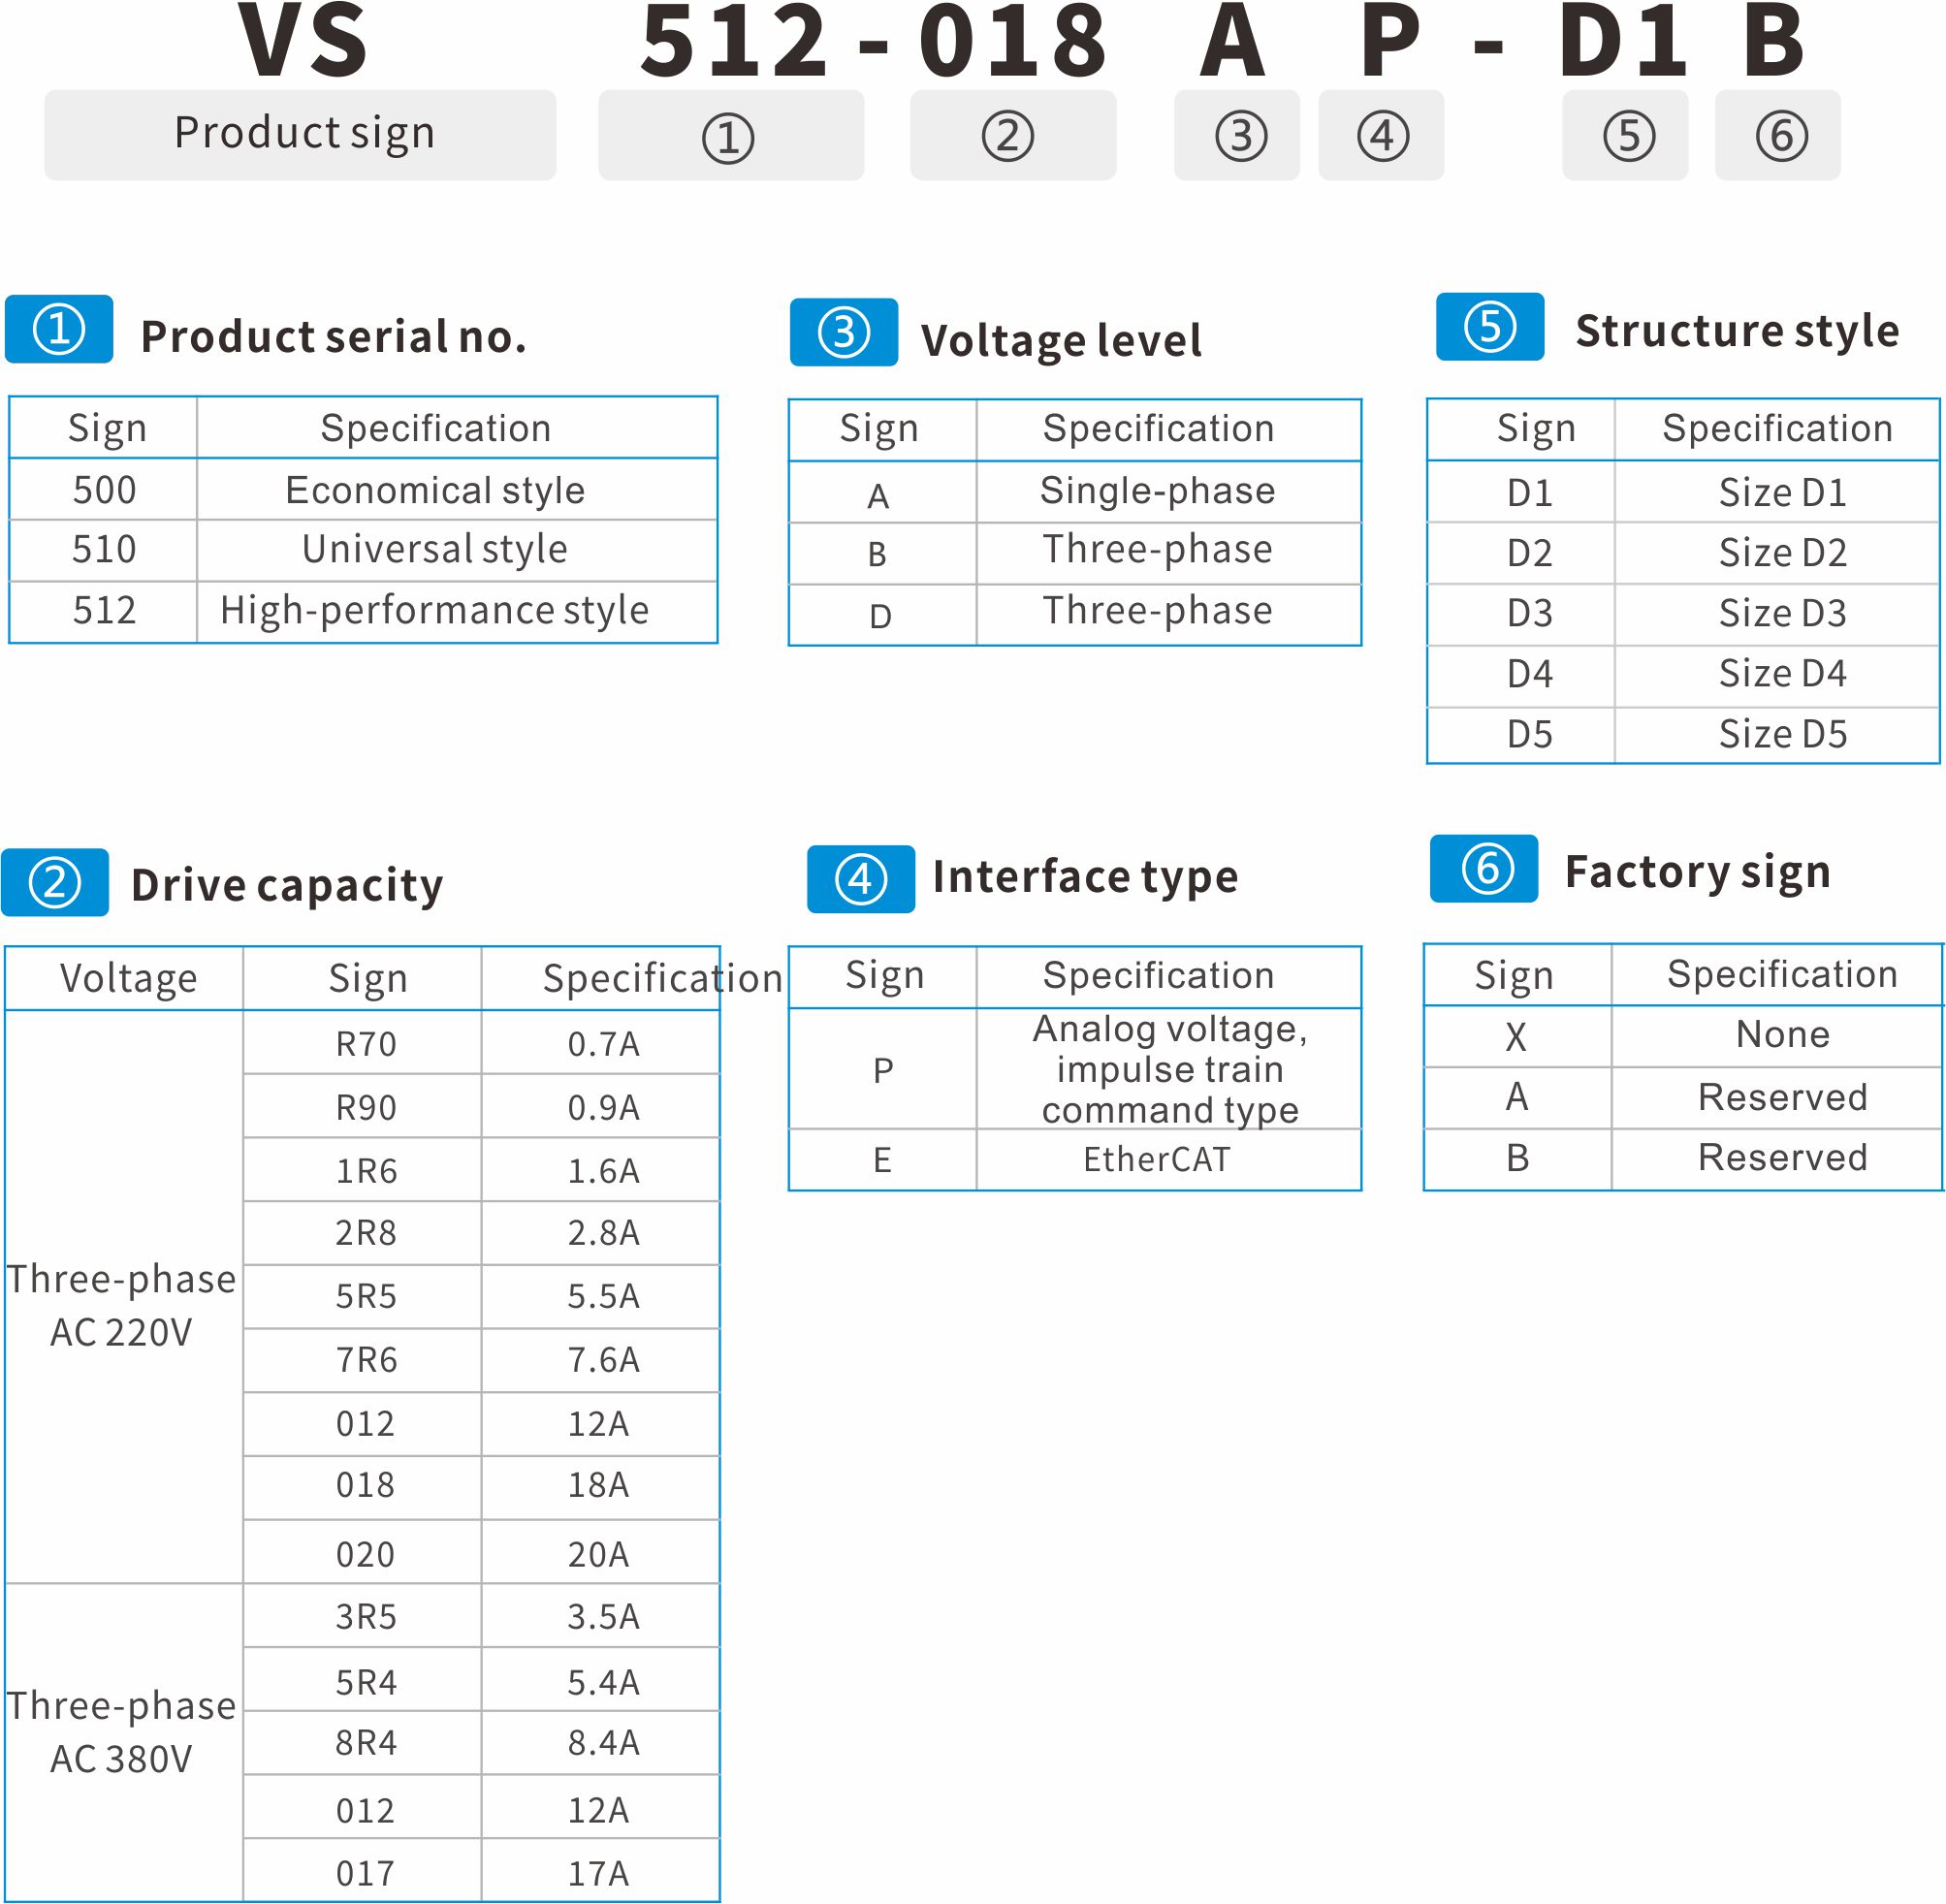 VS 512 - 018 A P - D1 B
Product sign ① ② ③ ④ ⑤ ⑥
① Product serial no.
Sign Specification
500 Economical style
510 Universal style
512 High-performance style
③ Voltage level
Sign Specification
A Single-phase
B Three-phase
D Three-phase
⑤ Structure style
Sign Specification
D1 Size D1
D2 Size D2
D3 Size D3
D4 Size D4
D5 Size D5
② Drive capacity
Voltage Sign Specification
Three-phase
AC 220V
R70 0.7A
R90 0.9A
1R6 1.6A
2R8 2.8A
5R5 5.5A
7R6 7.6A
012 12A
018 18A
020 20A
Three-phase
AC 380V
3R5 3.5A
5R4 5.4A
8R4 8.4A
012 12A
017 17A
④ Interface type
Sign Specification
P Analog voltage,
impulse train
command type
E EtherCAT
⑥ Factory sign
Sign Specification
X None
A Reserved
B Reserved